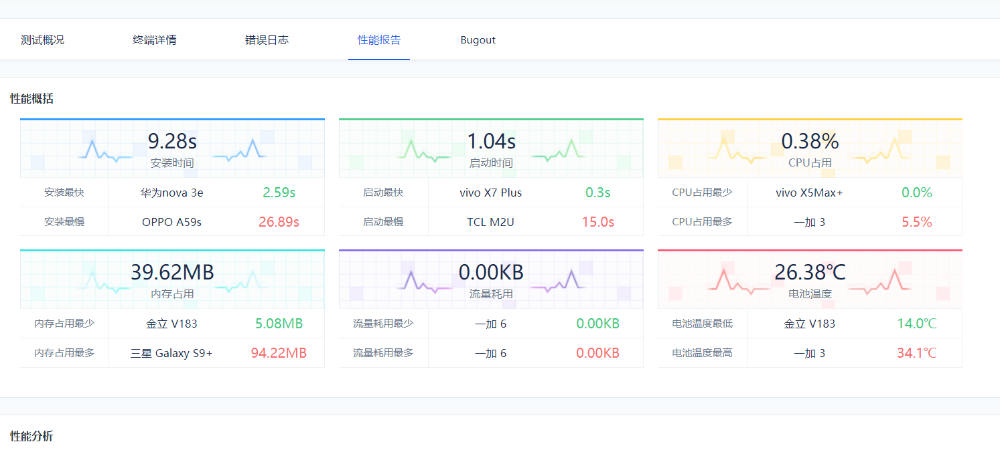 测试概况 终端详情 错误日志 性能报告 Bugout
性能概括
9.28s 1.04s 0.38%
安装时间 启动时间 CPU占用
安装最快 华为nova 3e 2.59s 启动最快 vivo X7 Plus 0.3s CPU占用最少 vivo X5Max+ 0.0%
安装最慢 OPPO A59s 26.89s 启动最慢 TCL M2U 15.0s CPU占用最多 一加 3 5.5%
39.62MB 0.00KB 26.38℃
内存占用 流量耗用 电池温度
内存占用最少 金立 V183 5.08MB 流量耗用最少 一加 6 0.00KB 电池温度最低 金立 V183 14.0℃
内存占用最多 三星 Galaxy S9+ 94.22MB 流量耗用最多 一加 6 0.00KB 电池温度最高 一加 3 34.1℃
性能分析